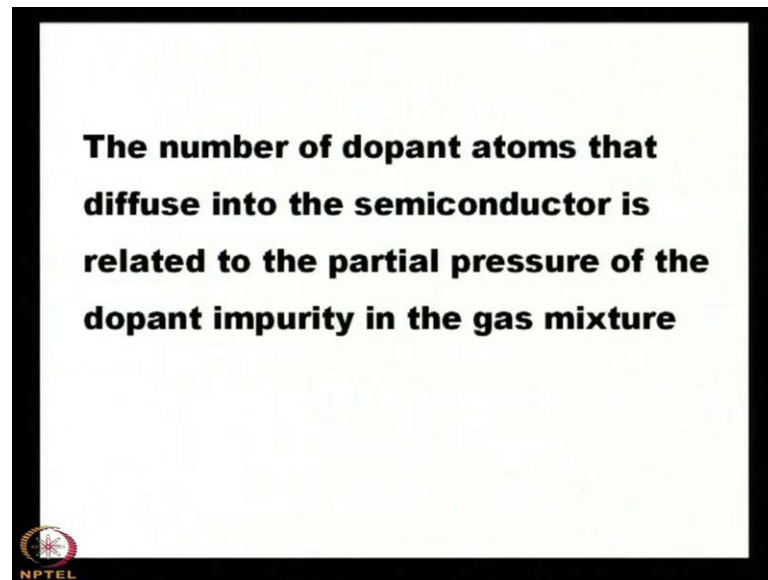 The number of dopant atoms that
diffuse into the semiconductor is
related to the partial pressure of the
dopant impurity in the gas mixture
NPTEL